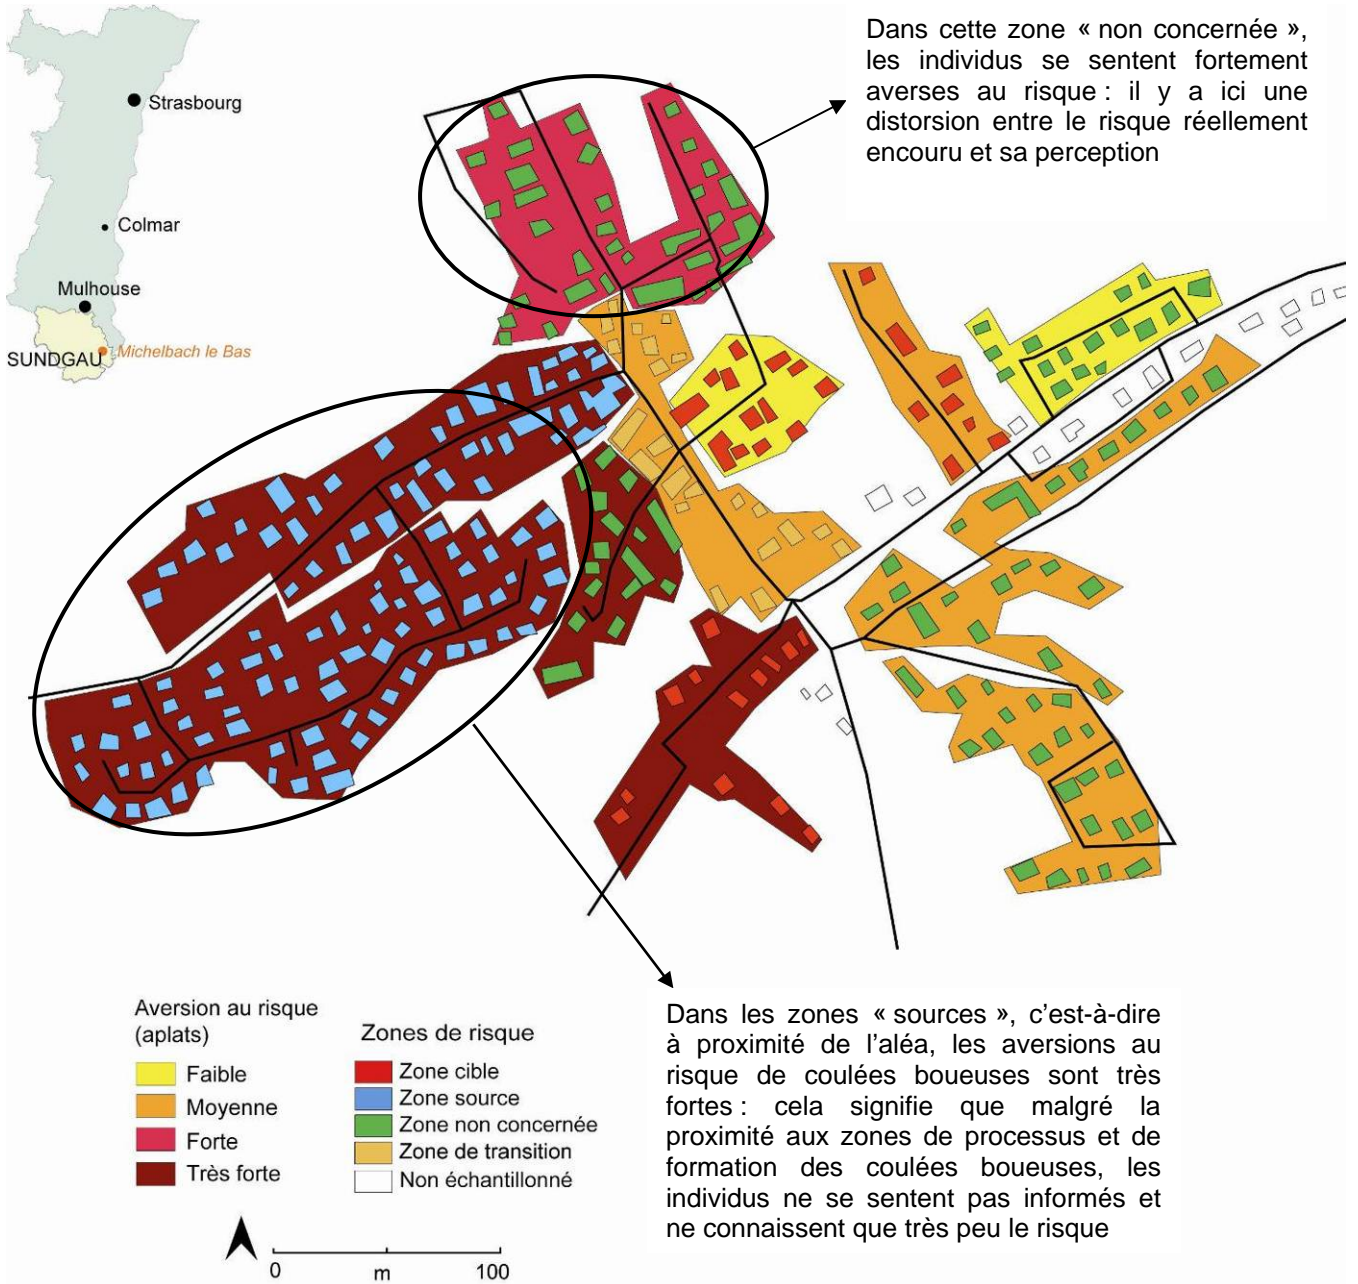 Dans cette zone « non concernée »,
les individus se sentent fortement
averses au risque : il y a ici une
distorsion entre le risque réellement
encouru et sa perception
Strasbourg
Colmar
Mulhouse
SUNDGAU
Michelbach le Bas
Aversion au risque
(aplats)
Faible
Moyenne
Forte
Très forte
Zones de risque
Zone cible
Zone source
Zone non concernée
Zone de transition
Non échantillonné
0 m 100
Dans les zones « sources », c’est-à-dire
à proximité de l’aléa, les aversions au
risque de coulées boueuses sont très
fortes : cela signifie que malgré la
proximité aux zones de processus et de
formation des coulées boueuses, les
individus ne se sentent pas informés et
ne connaissent que très peu le risque